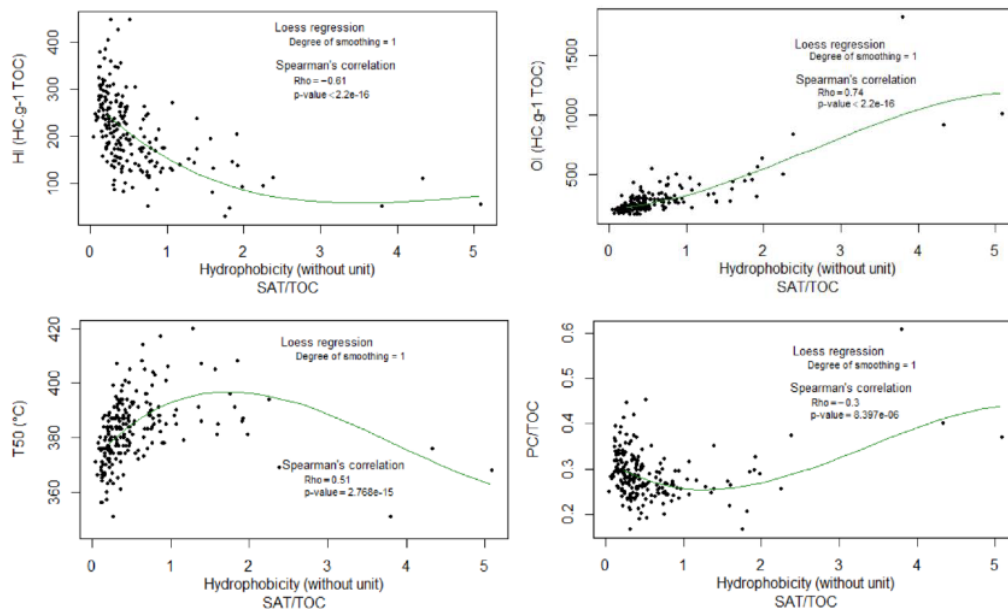 HI (HC.g-1 TOC)
400
300
200
100
Loess regression
Degree of smoothing = 1
Spearman's correlation
Rho = −0.61
p-value < 2.2e-16
0 1 2 3 4 5
Hydrophobicity (without unit)
SAT/TOC
OI (HC.g-1 TOC)
1500
1000
500
Loess regression
Degree of smoothing = 1
Spearman's correlation
Rho = 0.74
p-value < 2.2e-16
0 1 2 3 4 5
Hydrophobicity (without unit)
SAT/TOC
T50 (°C)
420
400
380
360
Loess regression
Degree of smoothing = 1
Spearman's correlation
Rho = 0.51
p-value = 2.768e-15
0 1 2 3 4 5
Hydrophobicity (without unit)
SAT/TOC
PC/TOC
0.6
0.5
0.4
0.3
0.2
Loess regression
Degree of smoothing = 1
Spearman's correlation
Rho = −0.3
p-value = 8.397e-06
0 1 2 3 4 5
Hydrophobicity (without unit)
SAT/TOC